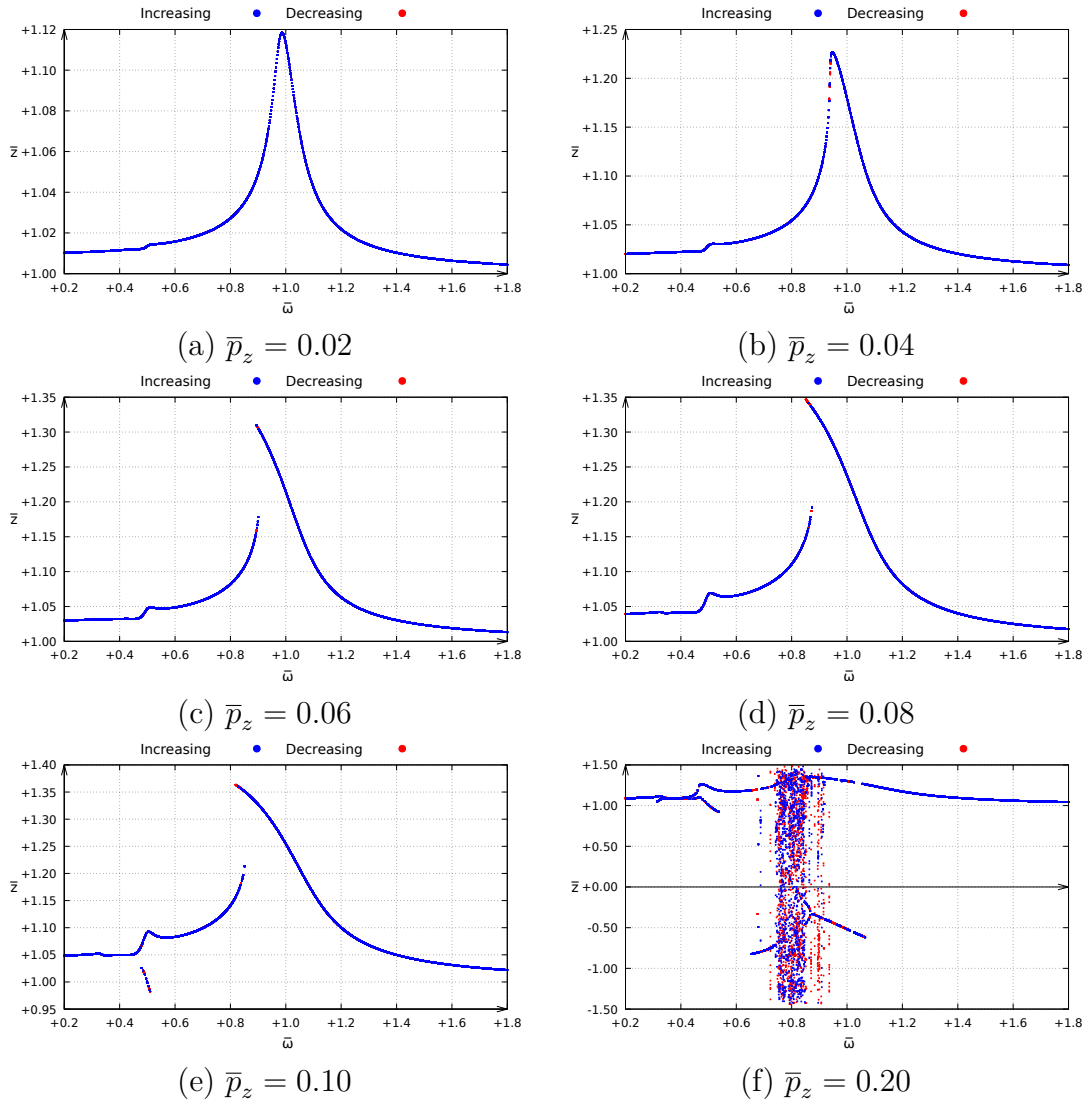 Increasing Decreasing
+1.12
+1.10
+1.08
+1.06
+1.04
+1.02
+1.00
z̄
+0.2 +0.4 +0.6 +0.8 +1.0 +1.2 +1.4 +1.6 +1.8
ω̄
(a) p̅_z = 0.02
Increasing Decreasing
+1.25
+1.20
+1.15
+1.10
+1.05
+1.00
z̄
+0.2 +0.4 +0.6 +0.8 +1.0 +1.2 +1.4 +1.6 +1.8
ω̄
(b) p̅_z = 0.04
Increasing Decreasing
+1.35
+1.30
+1.25
+1.20
+1.15
+1.10
+1.05
+1.00
z̄
+0.2 +0.4 +0.6 +0.8 +1.0 +1.2 +1.4 +1.6 +1.8
ω̄
(c) p̅_z = 0.06
Increasing Decreasing
+1.35
+1.30
+1.25
+1.20
+1.15
+1.10
+1.05
+1.00
z̄
+0.2 +0.4 +0.6 +0.8 +1.0 +1.2 +1.4 +1.6 +1.8
ω̄
(d) p̅_z = 0.08
Increasing Decreasing
+1.40
+1.35
+1.30
+1.25
+1.20
+1.15
+1.10
+1.05
+1.00
+0.95
z̄
+0.2 +0.4 +0.6 +0.8 +1.0 +1.2 +1.4 +1.6 +1.8
ω̄
(e) p̅_z = 0.10
Increasing Decreasing
+1.50
+1.00
+0.50
+0.00
-0.50
-1.00
-1.50
z̄
+0.2 +0.4 +0.6 +0.8 +1.0 +1.2 +1.4 +1.6 +1.8
ω̄
(f) p̅_z = 0.20